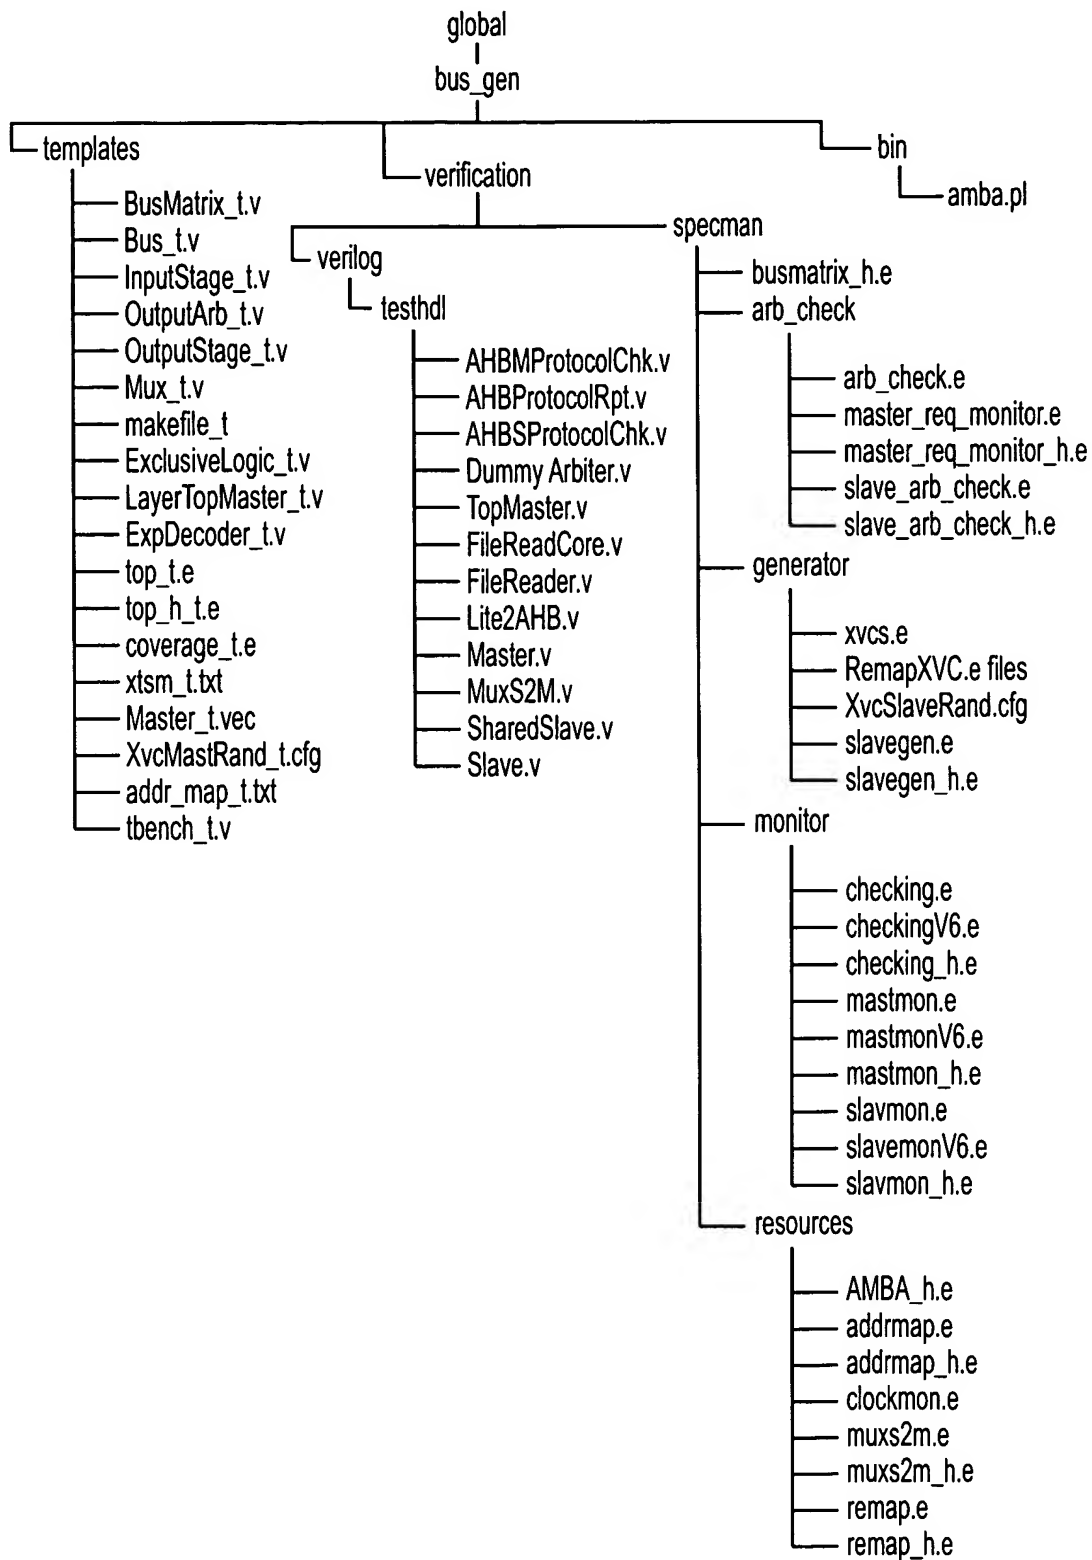 global
bus_gen
templates
BusMatrix_t.v
Bus_t.v
InputStage_t.v
OutputArb_t.v
OutputStage_t.v
Mux_t.v
makefile_t
ExclusiveLogic_t.v
LayerTopMaster_t.v
ExpDecoder_t.v
top_t.e
top_h_t.e
coverage_t.e
xtsm_t.txt
Master_t.vec
XvcMastRand_t.cfg
addr_map_t.txt
tbench_t.v
verification
verilog
testhdl
AHBMProtocolChk.v
AHBProtocolRpt.v
AHBSProtocolChk.v
Dummy Arbiter.v
TopMaster.v
FileReadCore.v
FileReader.v
Lite2AHB.v
Master.v
MuxS2M.v
SharedSlave.v
Slave.v
specman
busmatrix_h.e
arb_check
arb_check.e
master_req_monitor.e
master_req_monitor_h.e
slave_arb_check.e
slave_arb_check_h.e
generator
xvcs.e
RemapXVC.e files
XvcSlaveRand.cfg
slavegen.e
slavegen_h.e
monitor
checking.e
checkingV6.e
checking_h.e
mastmon.e
mastmonV6.e
mastmon_h.e
slavmon.e
slavemonV6.e
slavmon_h.e
resources
AMBA_h.e
addrmap.e
addrmap_h.e
clockmon.e
muxs2m.e
muxs2m_h.e
remap.e
remap_h.e
bin
amba.pl